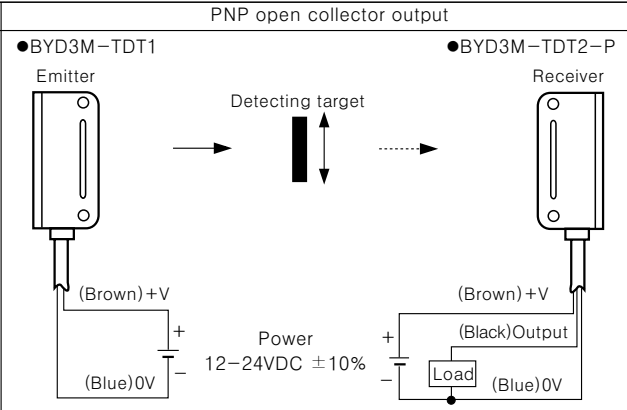 PNP open collector output
●BYD3M-TDT1
●BYD3M-TDT2-P
Emitter
Receiver
Detecting target
(Brown)+V
(Brown)+V
+
Power
+
(Black)Output
12-24VDC ±10%
-
-
Load
(Blue)0V
(Blue)0V